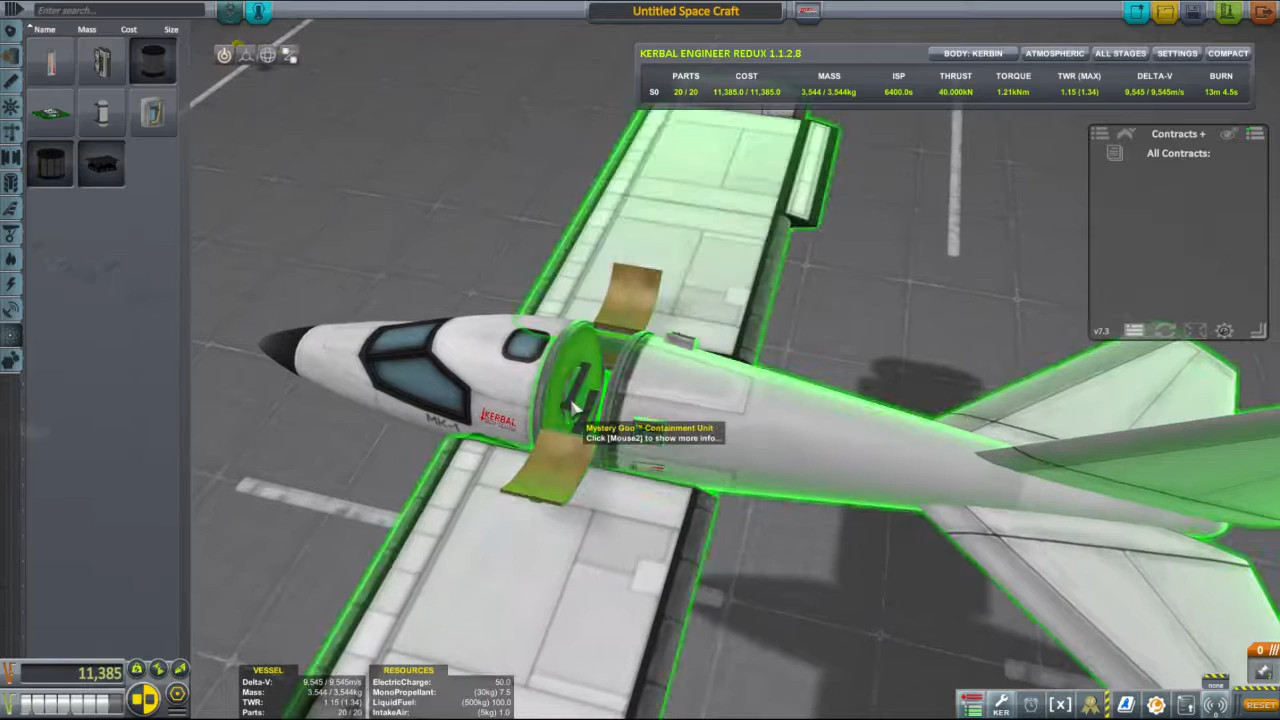 Enter search...
Untitled Space Craft
Name Mass Cost Size
KERBAL ENGINEER REDUX 1.1.2.8 BODY: KERBIN ATMOSPHERIC ALL STAGES SETTINGS COMPACT
PARTS COST MASS ISP THRUST TORQUE TWR (MAX) DELTA-V BURN
S0 20 / 20 11,385.0 / 11,385.0 3,544 / 3,544kg 6400.0s 40.000kN 1.21kNm 1.15 (1.34) 9,545 / 9,545m/s 13m 4.5s
Contracts +
All Contracts:
v7.3
MK-1
KERBAL
Mystery Goo™ Containment Unit
Click [Mouse2] to show more info...
11,385
VESSEL
Delta-V: 9,545 / 9,545m/s
Mass: 3,544 / 3,544kg
TWR: 1.15 (1.34)
Parts: 20 / 20
RESOURCES
ElectricCharge: 50.0
MonoPropellant: (30kg) 7.5
LiquidFuel: (500kg) 100.0
IntakeAir: (5kg) 1.0
0
none
KER
[x]
RESET